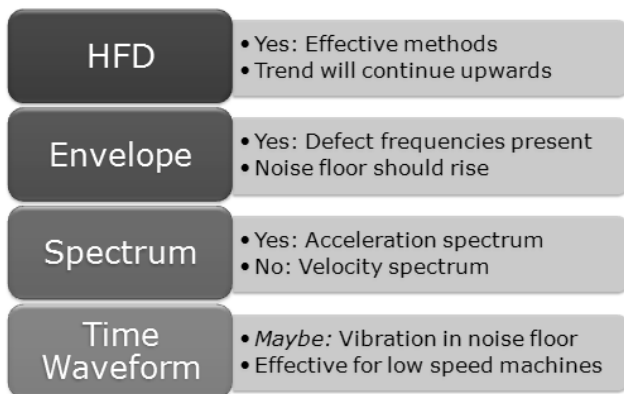 HFD
• Yes: Effective methods
• Trend will continue upwards
Envelope
• Yes: Defect frequencies present
• Noise floor should rise
Spectrum
• Yes: Acceleration spectrum
• No: Velocity spectrum
Time
Waveform
• Maybe: Vibration in noise floor
• Effective for low speed machines